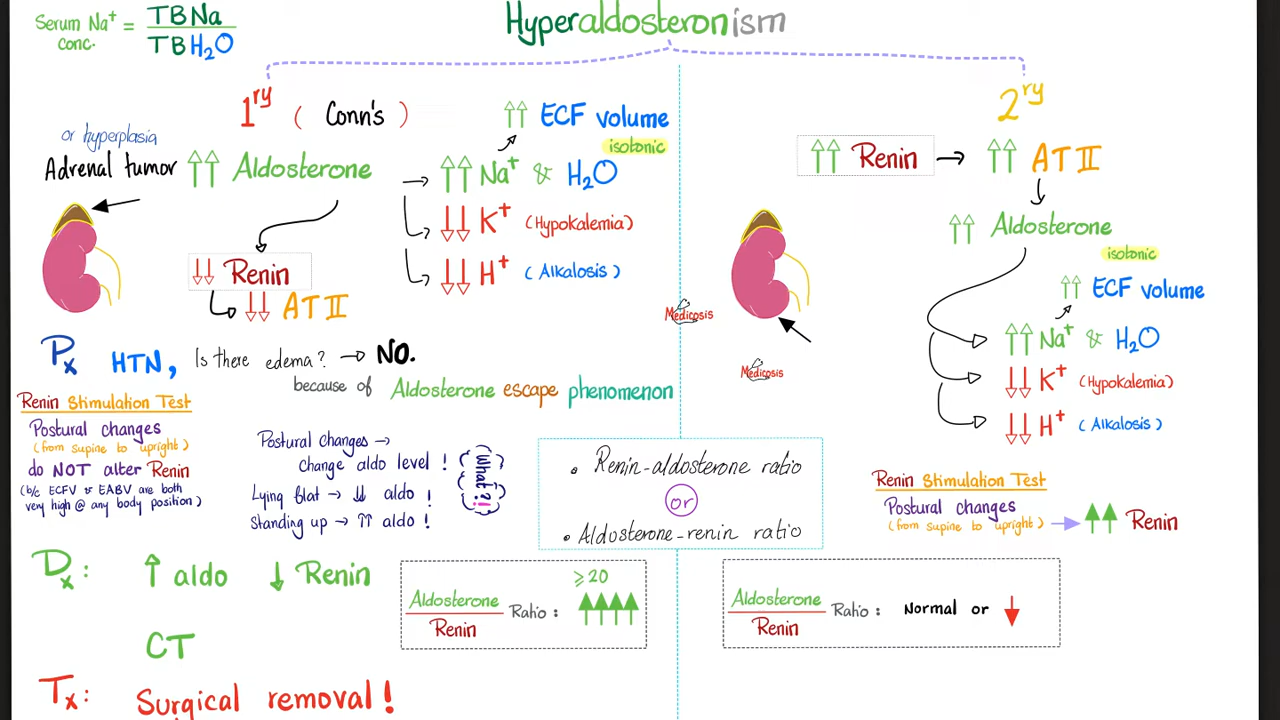 Hyperaldosteronism
Serum Na⁺ conc. = TBNa / TBH₂O
1ry ( Conn's )
or hyperplasia
Adrenal tumor ↑↑ Aldosterone
↑↑ ECF volume
isotonic
→ ↑↑ Na⁺ & H₂O
↓↓ K⁺ (Hypokalemia)
↓↓ H⁺ (Alkalosis)
↓↓ Renin
↓↓ ATII
Px HTN, Is there edema? → NO.
because of Aldosterone escape phenomenon
Renin Stimulation Test
Postural changes
(from supine to upright)
do NOT alter Renin
(b/c ECFV & EABV are both
very high @ any body position)
Postural changes →
change aldo level !
Lying flat → ↓↓ aldo !
Standing up → ↑↑ aldo !
What?!
Dx: ↑ aldo ↓ Renin
CT
Tx: Surgical removal!
• Renin-aldosterone ratio
or
• Aldosterone-renin ratio
≥20
Aldosterone / Renin Ratio : ↑↑↑↑
Medicosis
Medicosis
2ry
↑↑ Renin → ↑↑ ATII
↑↑ Aldosterone
isotonic
↑↑ ECF volume
↑↑ Na⁺ & H₂O
↓↓ K⁺ (Hypokalemia)
↓↓ H⁺ (Alkalosis)
Renin Stimulation Test
Postural changes
(from supine to upright) → ↑↑ Renin
Aldosterone / Renin Ratio : Normal or ↓